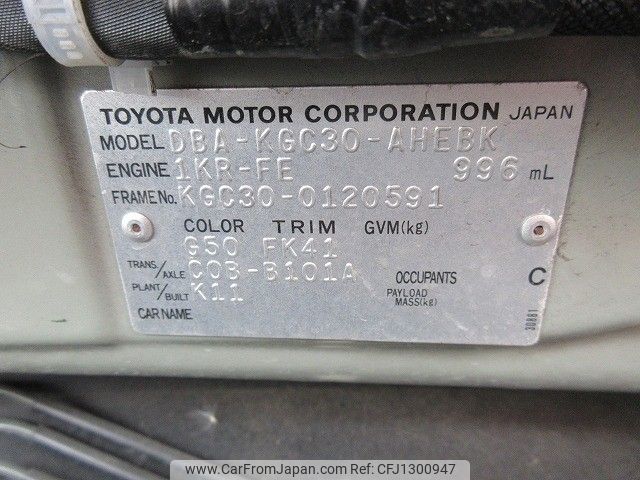 TOYOTA MOTOR CORPORATION JAPAN
MODEL DBA-KGC30-AHEBK
ENGINE 1KR-FE 996 mL
FRAME No. KGC30-0120591
COLOR TRIM GVM(kg)
G50 FK41
TRANS/AXLE C0B-B101A OCCUPANTS C
PLANT/BUILT K11 PAYLOAD MASS(kg)
CAR NAME
30881
www.carfromjapan.com | Ref No: CFJ1300947